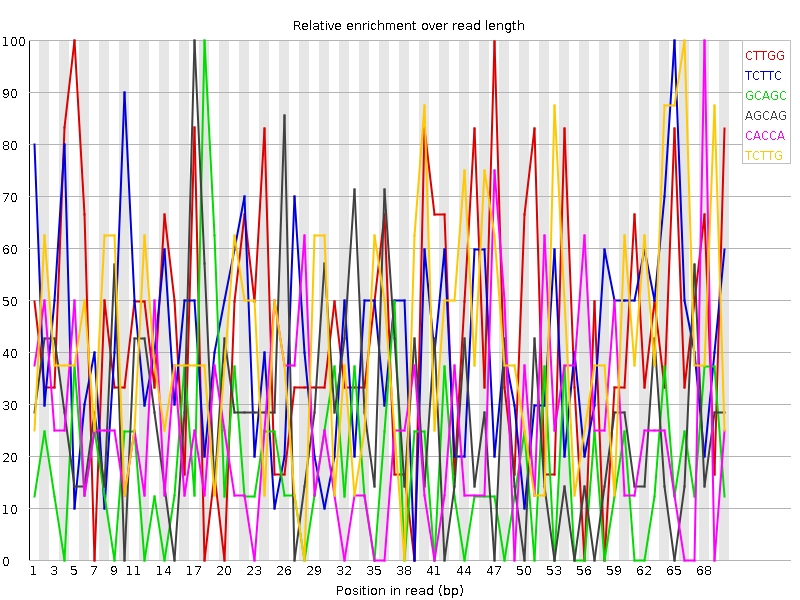 Relative enrichment over read length
100
90
80
70
60
50
40
30
20
10
0
CTTGG
TCTTC
GCAGC
AGCAG
CACCA
TCTTG
1 3 5 7 9 11 14 17 20 23 26 29 32 35 38 41 44 47 50 53 56 59 62 65 68
Position in read (bp)